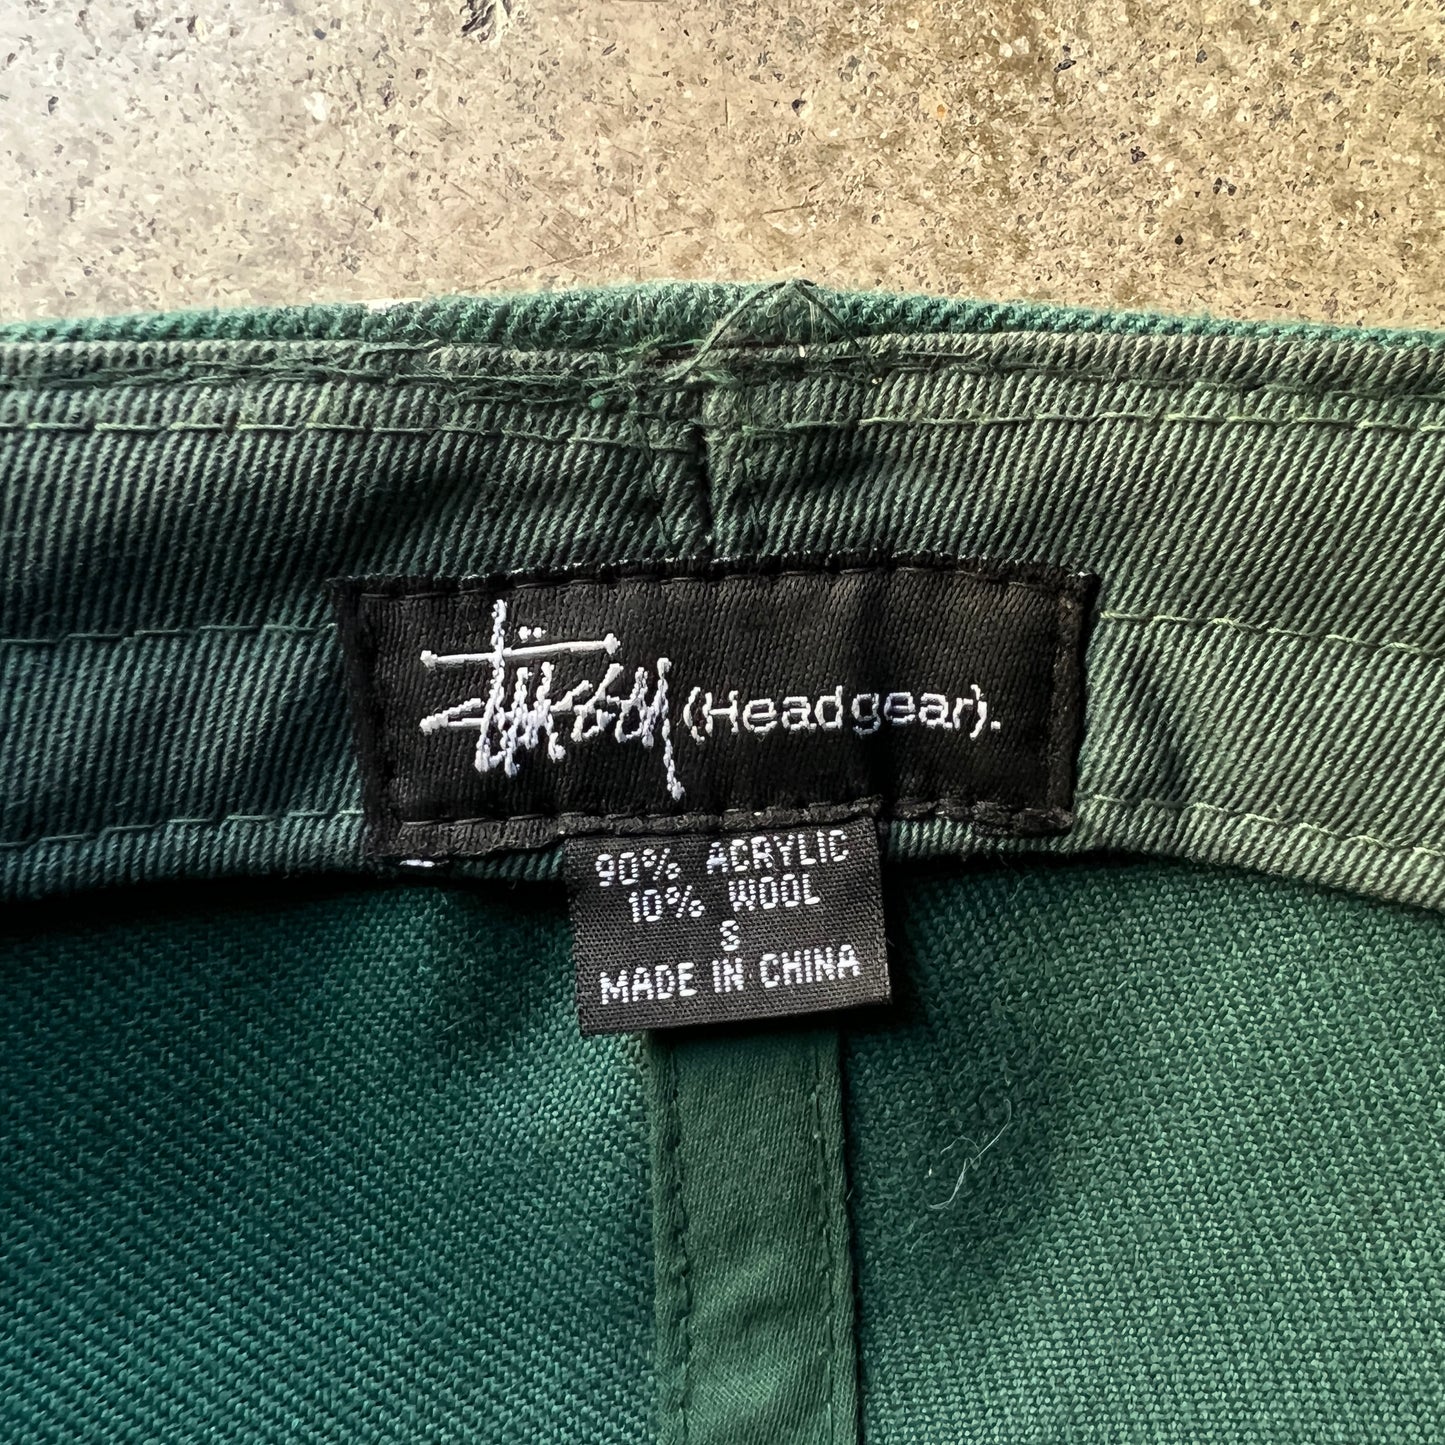 Stüssy (Headgear).
90% ACRYLIC
10% WOOL
S
MADE IN CHINA